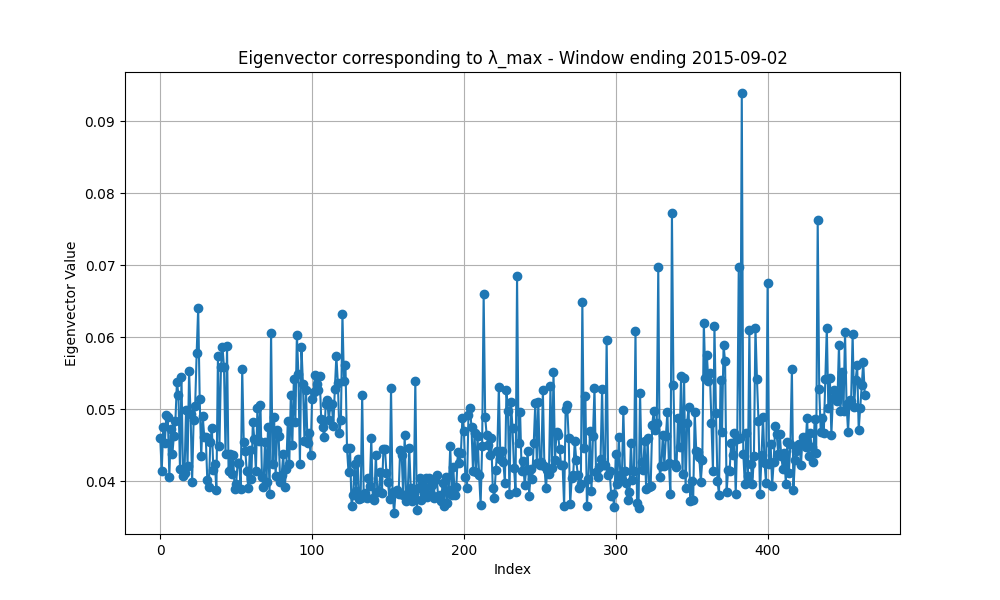 Eigenvector corresponding to λ_max - Window ending 2015-09-02
0.09
0.08
0.07
0.06
0.05
0.04
Eigenvector Value
0 100 200 300 400
Index